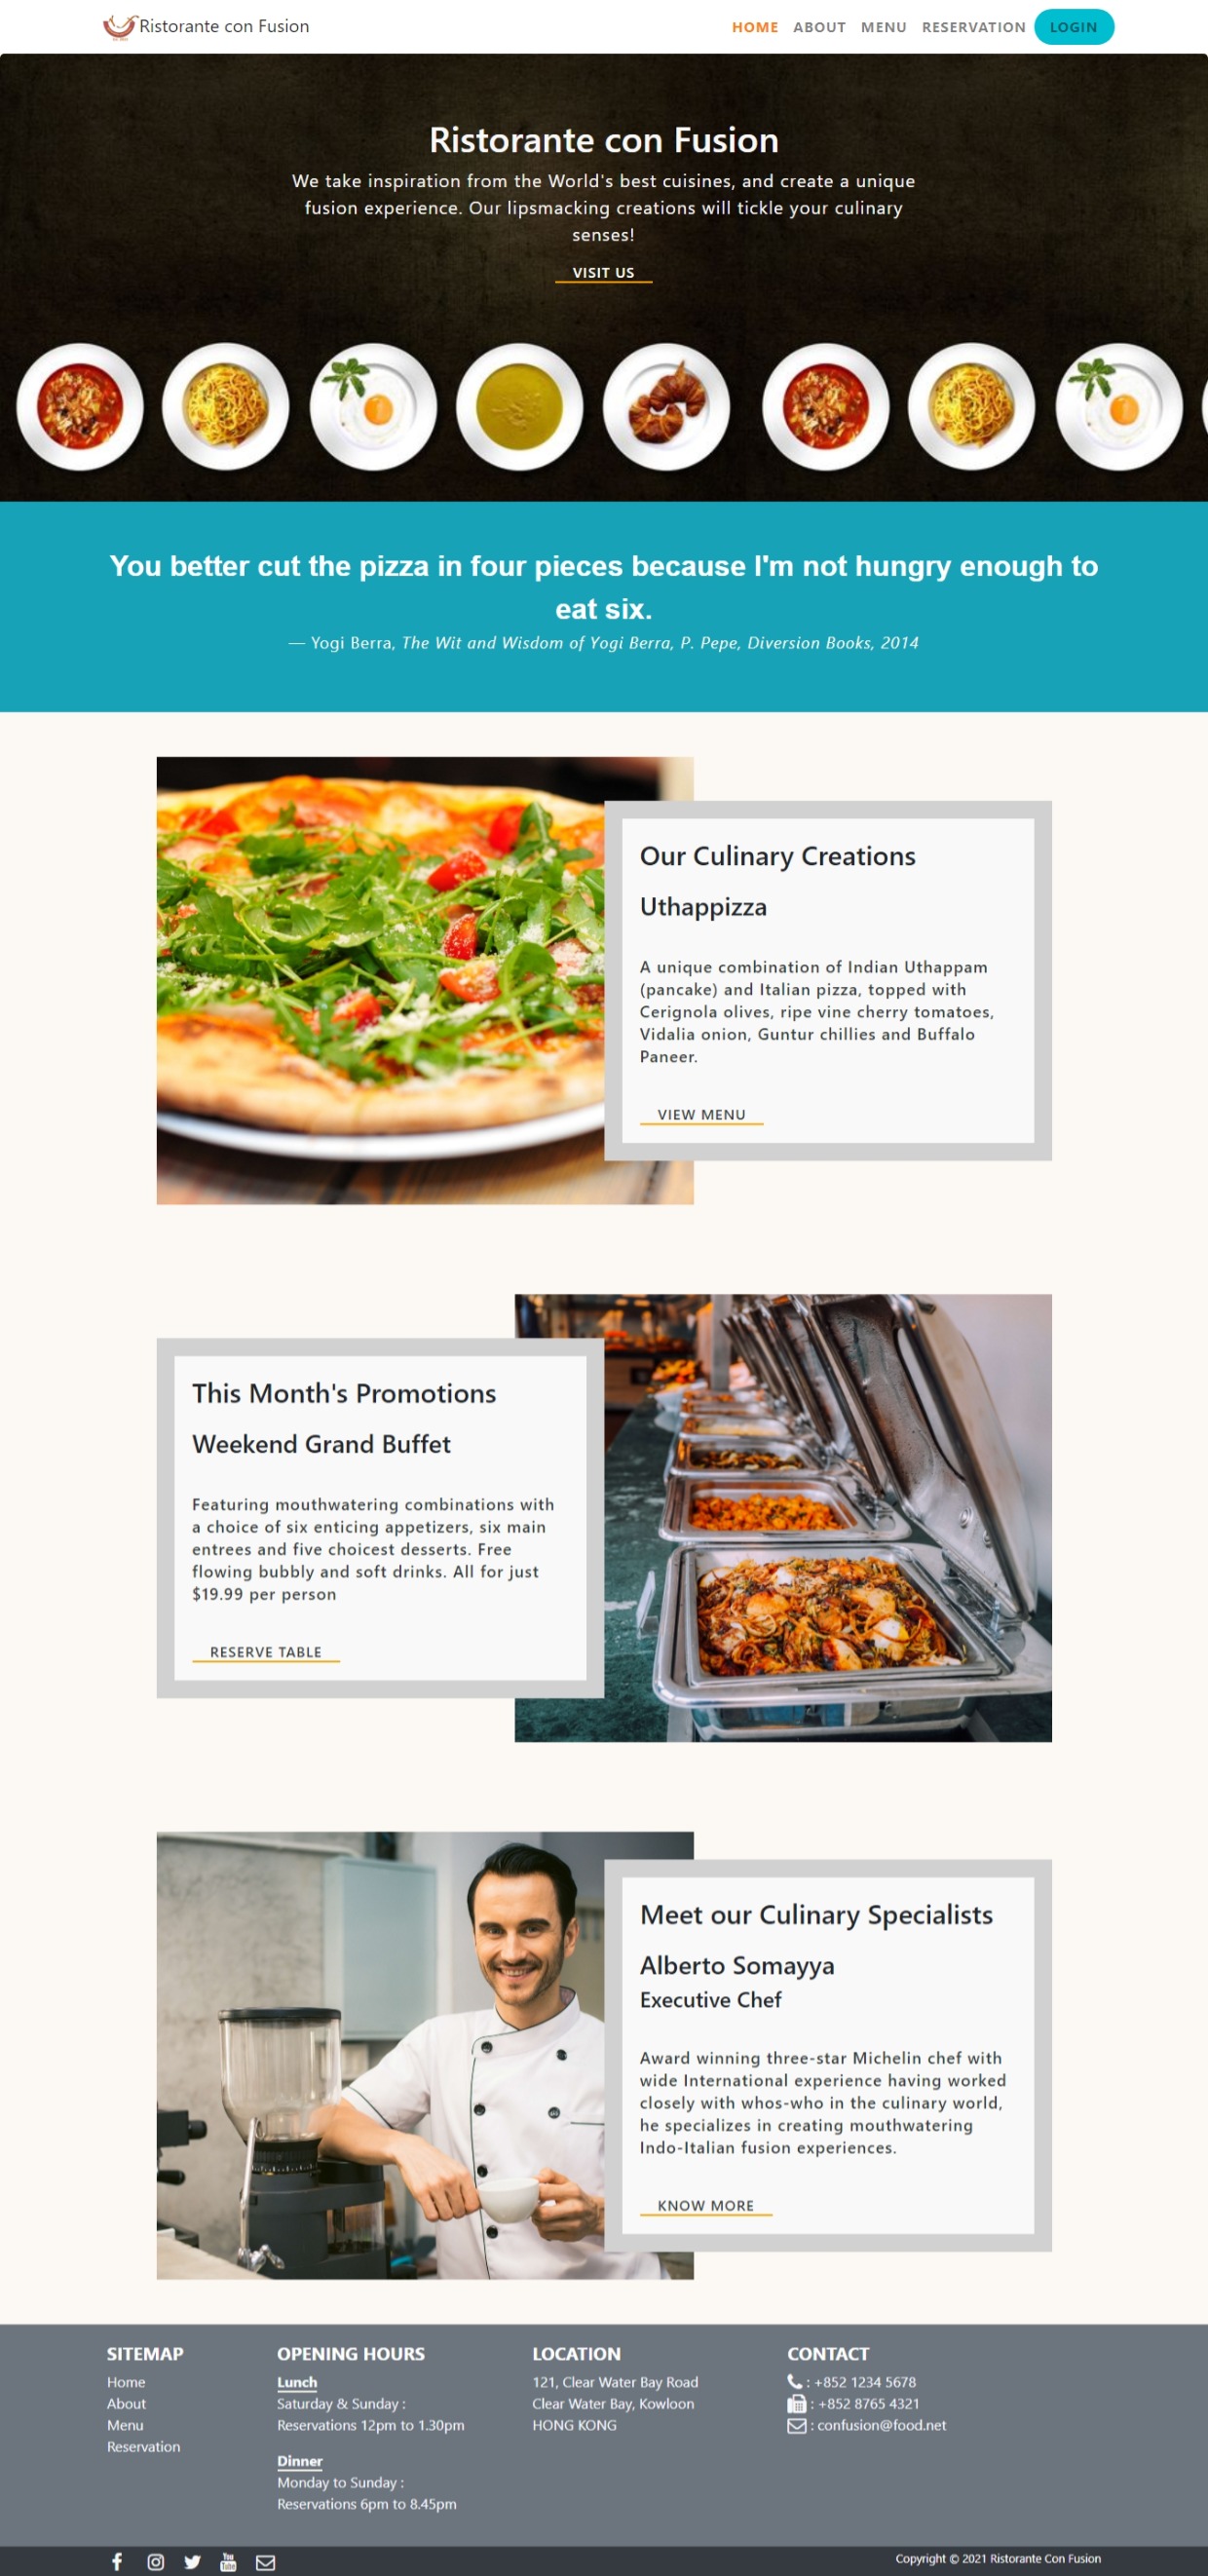 Ristorante con Fusion
HOME ABOUT MENU RESERVATION LOGIN
Ristorante con Fusion
We take inspiration from the World's best cuisines, and create a unique
fusion experience. Our lipsmacking creations will tickle your culinary
senses!
VISIT US
You better cut the pizza in four pieces because I'm not hungry enough to
eat six.
— Yogi Berra, The Wit and Wisdom of Yogi Berra, P. Pepe, Diversion Books, 2014
Our Culinary Creations
Uthappizza
A unique combination of Indian Uthappam
(pancake) and Italian pizza, topped with
Cerignola olives, ripe vine cherry tomatoes,
Vidalia onion, Guntur chillies and Buffalo
Paneer.
VIEW MENU
This Month's Promotions
Weekend Grand Buffet
Featuring mouthwatering combinations with
a choice of six enticing appetizers, six main
entrees and five choicest desserts. Free
flowing bubbly and soft drinks. All for just
$19.99 per person
RESERVE TABLE
Meet our Culinary Specialists
Alberto Somayya
Executive Chef
Award winning three-star Michelin chef with
wide International experience having worked
closely with whos-who in the culinary world,
he specializes in creating mouthwatering
Indo-Italian fusion experiences.
KNOW MORE
SITEMAP
Home
About
Menu
Reservation
OPENING HOURS
Lunch
Saturday & Sunday :
Reservations 12pm to 1.30pm
Dinner
Monday to Sunday :
Reservations 6pm to 8.45pm
LOCATION
121, Clear Water Bay Road
Clear Water Bay, Kowloon
HONG KONG
CONTACT
: +852 1234 5678
: +852 8765 4321
: confusion@food.net
You Tube
Copyright © 2021 Ristorante Con Fusion